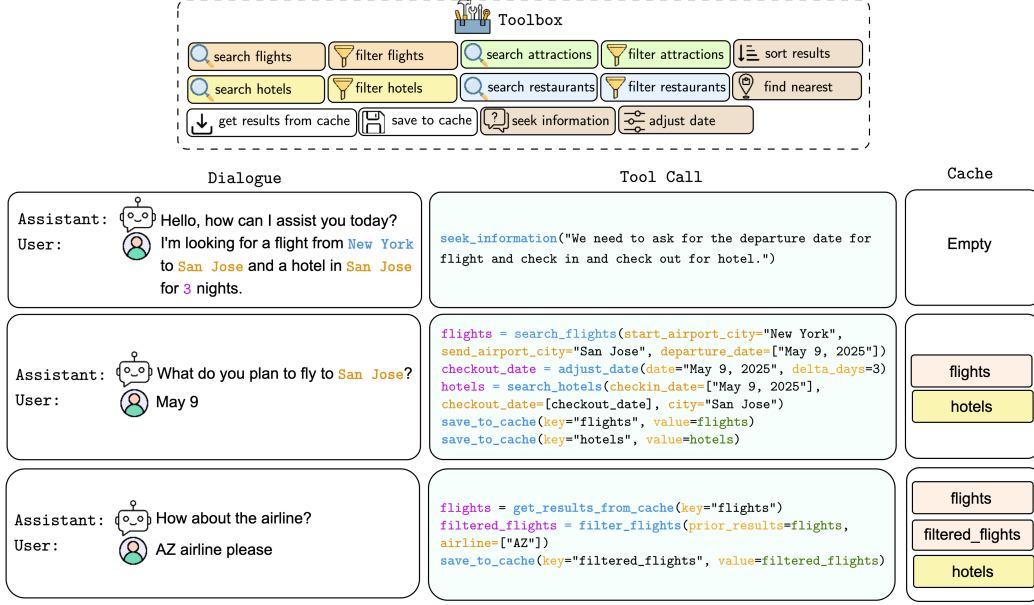 Toolbox
search flights
filter flights
search attractions
filter attractions
sort results
search hotels
filter hotels
search restaurants
filter restaurants
find nearest
get results from cache
save to cache
seek information
adjust date
Dialogue
Tool Call
Cache
Assistant: Hello, how can I assist you today?
User: I'm looking for a flight from New York
to San Jose and a hotel in San Jose
for 3 nights.
seek_information("We need to ask for the departure date for
flight and check in and check out for hotel.")
Empty
Assistant: What do you plan to fly to San Jose?
User: May 9
flights = search_flights(start_airport_city="New York",
send_airport_city="San Jose", departure_date=["May 9, 2025"])
checkout_date = adjust_date(date="May 9, 2025", delta_days=3)
hotels = search_hotels(checkin_date=["May 9, 2025"],
checkout_date=[checkout_date], city="San Jose")
save_to_cache(key="flights", value=flights)
save_to_cache(key="hotels", value=hotels)
flights
hotels
Assistant: How about the airline?
User: AZ airline please
flights = get_results_from_cache(key="flights")
filtered_flights = filter_flights(prior_results=flights,
airline=["AZ"])
save_to_cache(key="filtered_flights", value=filtered_flights)
flights
filtered_flights
hotels